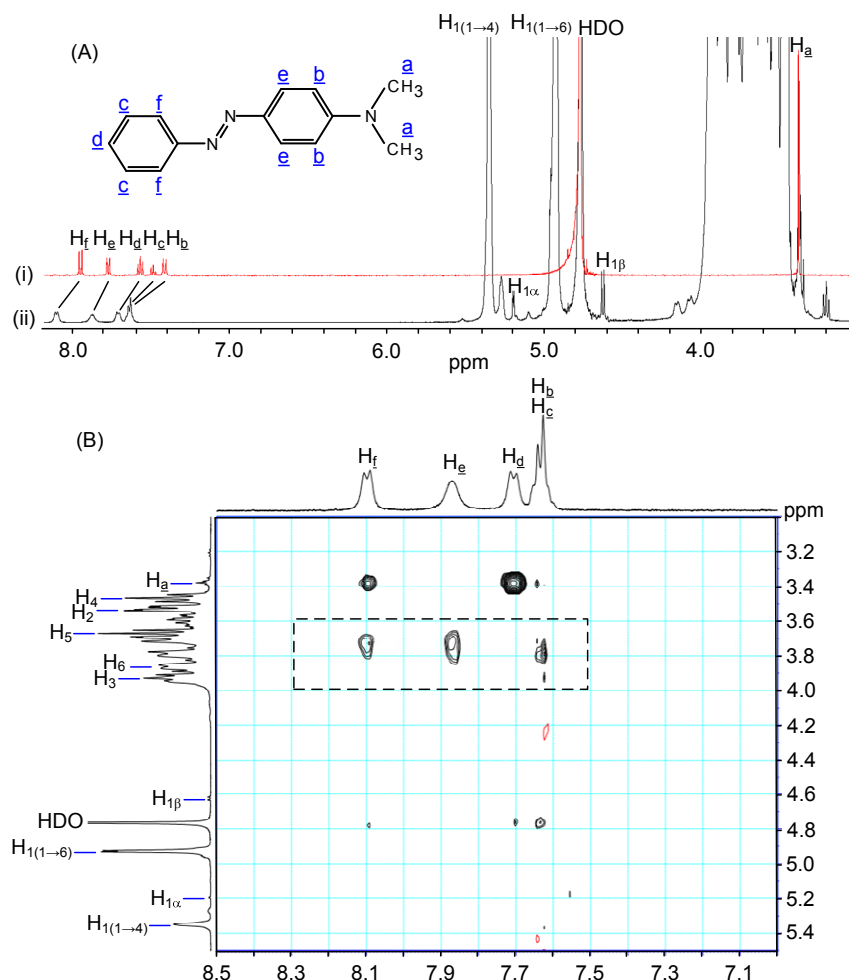 (A)
H1(1→4) H1(1→6) HDO Ha
a
e b CH3
c f
N
d N N
CH3
c f e b a
Hf He Hd Hc Hb
(i)
(ii)
H1α H1β
8.0 7.0 6.0 5.0 4.0
ppm
(B)
Hb
Hc
Hf He Hd
ppm
3.2
Ha
3.4
H4
H2
3.6
H5
3.8
H6
H3
4.0
4.2
4.4
H1β
4.6
HDO
4.8
H1(1→6)
5.0
H1α
5.2
H1(1→4)
5.4
8.5 8.3 8.1 7.9 7.7 7.5 7.3 7.1